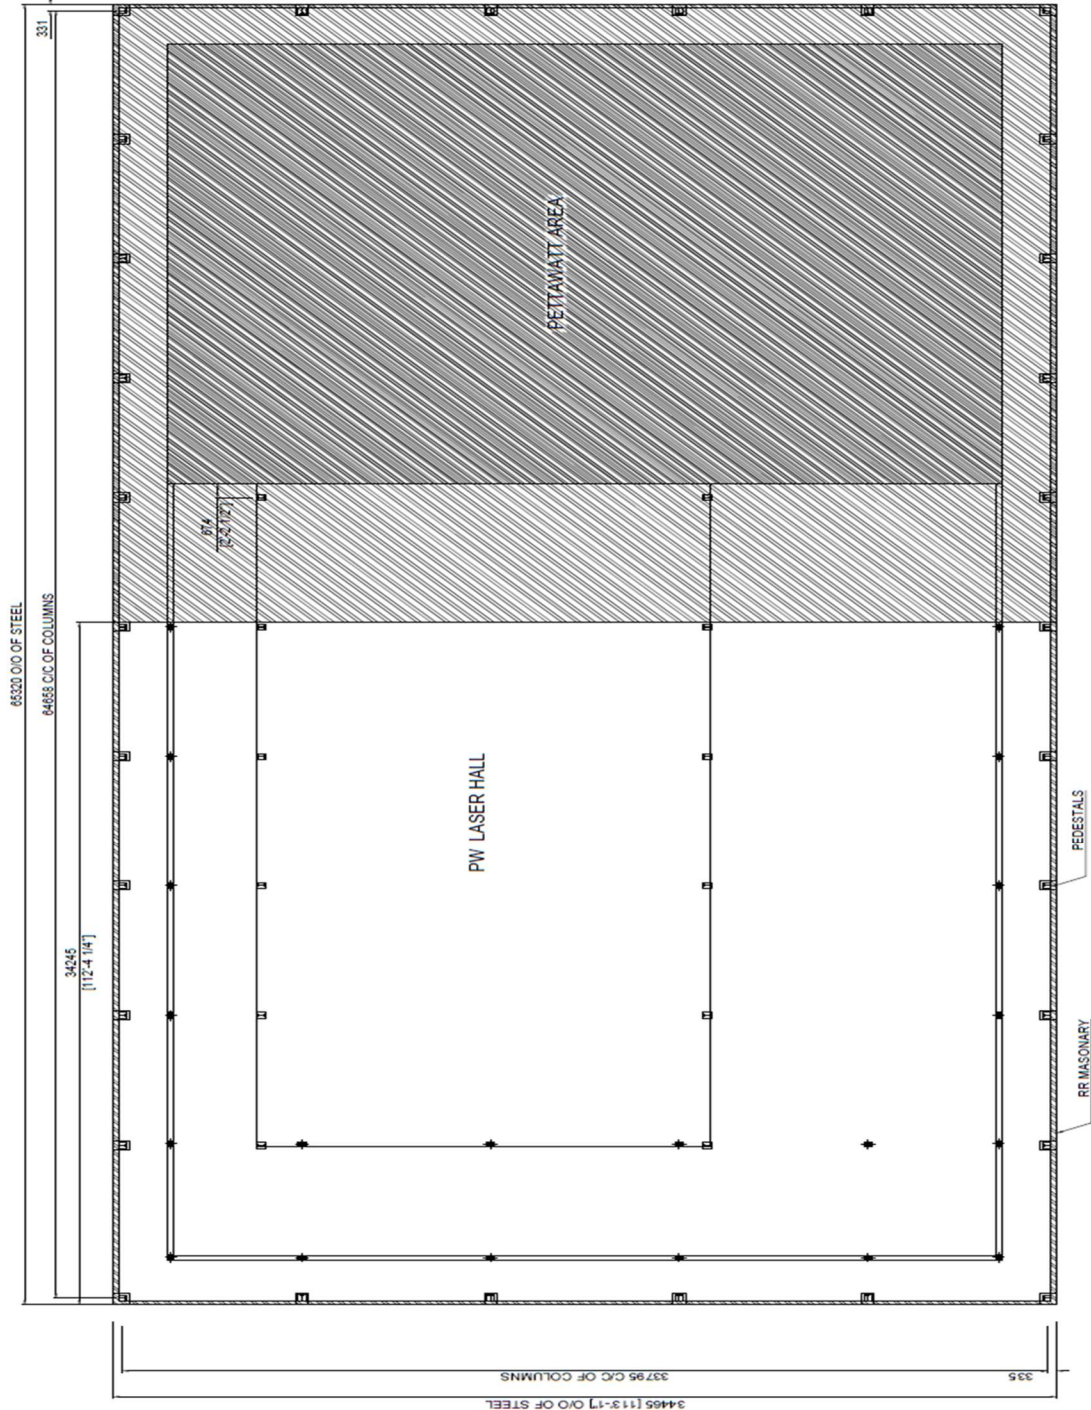 65320 O/O OF STEEL
331
64658 C/C OF COLUMNS
34245
[112'-4 1/4"]
674
[2'-2 1/2"]
PETTAWATT AREA
PW LASER HALL
PEDESTALS
RR MASONARY
33795 C/C OF COLUMNS
335
34465 [113'-1"] O/O OF STEEL